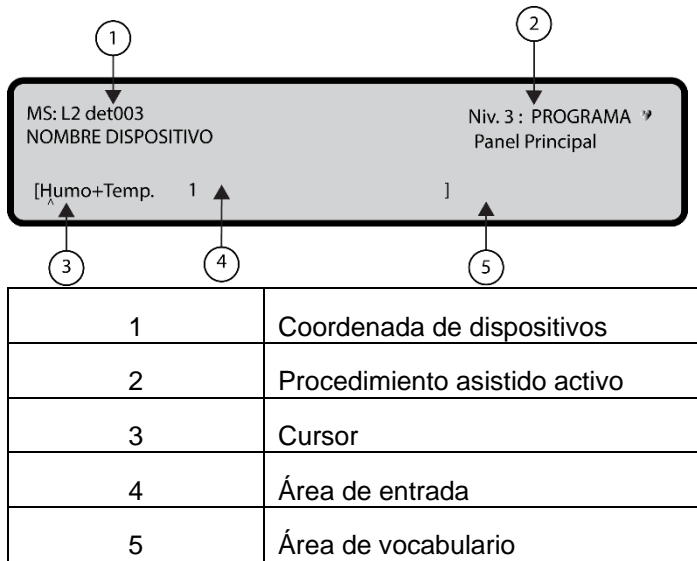 1
2
MS: L2 det003
Niv. 3 : PROGRAMA
NOMBRE DISPOSITIVO
Panel Principal
[Humo+Temp. 1 ]
^
3
4
5
1 Coordenada de dispositivos
2 Procedimiento asistido activo
3 Cursor
4 Área de entrada
5 Área de vocabulario